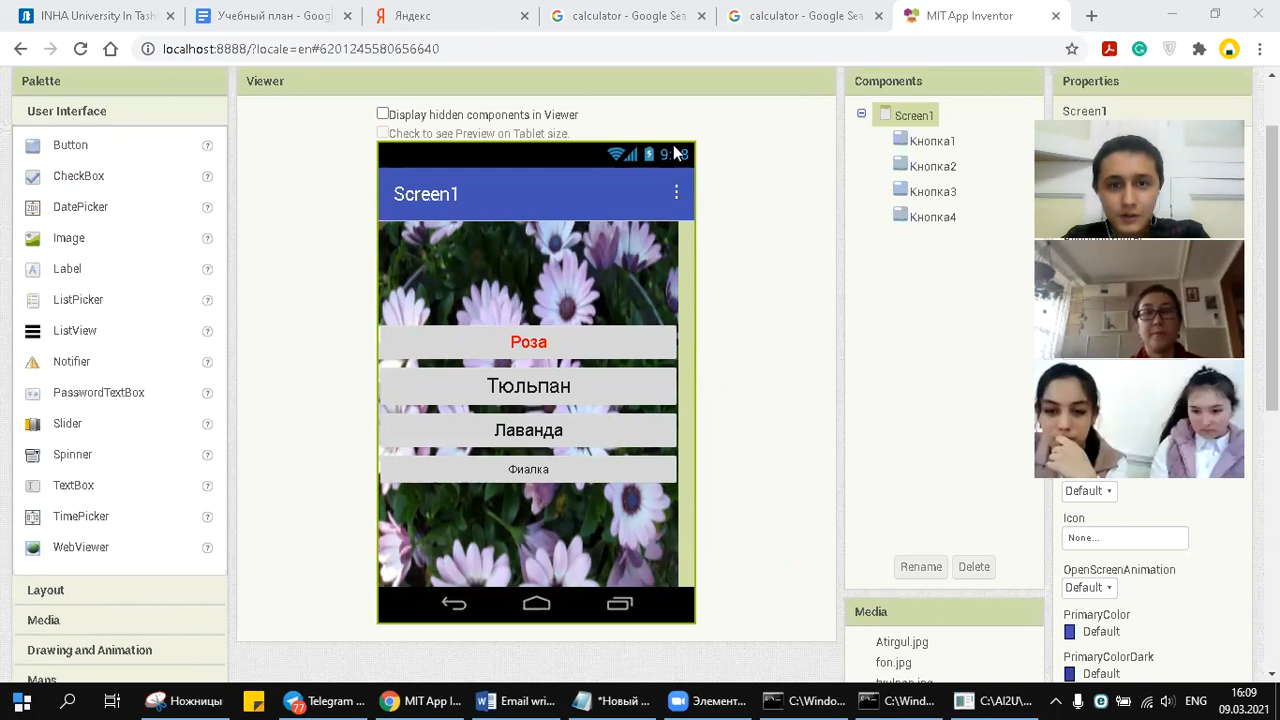 INHA University In Tash
Учебный план - Goog
Яндекс
calculator - Google Sea
calculator - Google Sea
MIT App Inventor
localhost:8888/?locale=en#6201245580656640
Palette
Viewer
Components
Properties
User Interface
Button
CheckBox
DatePicker
Image
Label
ListPicker
ListView
Notifier
PasswordTextBox
Slider
Spinner
TextBox
TimePicker
WebViewer
Layout
Media
Drawing and Animation
Maps
Display hidden components in Viewer
Check to see Preview on Tablet size.
Screen1
Роза
Тюльпан
Лаванда
Фиалка
Screen1
Кнопка1
Кнопка2
Кнопка3
Кнопка4
Rename
Delete
Media
Atirgul.jpg
fon.jpg
Screen1
Default
Icon
None...
OpenScreenAnimation
Default
PrimaryColor
Default
PrimaryColorDark
Default
Ножницы
77
Telegram ...
MIT App I...
Email wri...
*Новый ...
Элемент...
C:\Windo...
C:\Windo...
C:\AI2U\...
ENG
16:09
09.03.2021